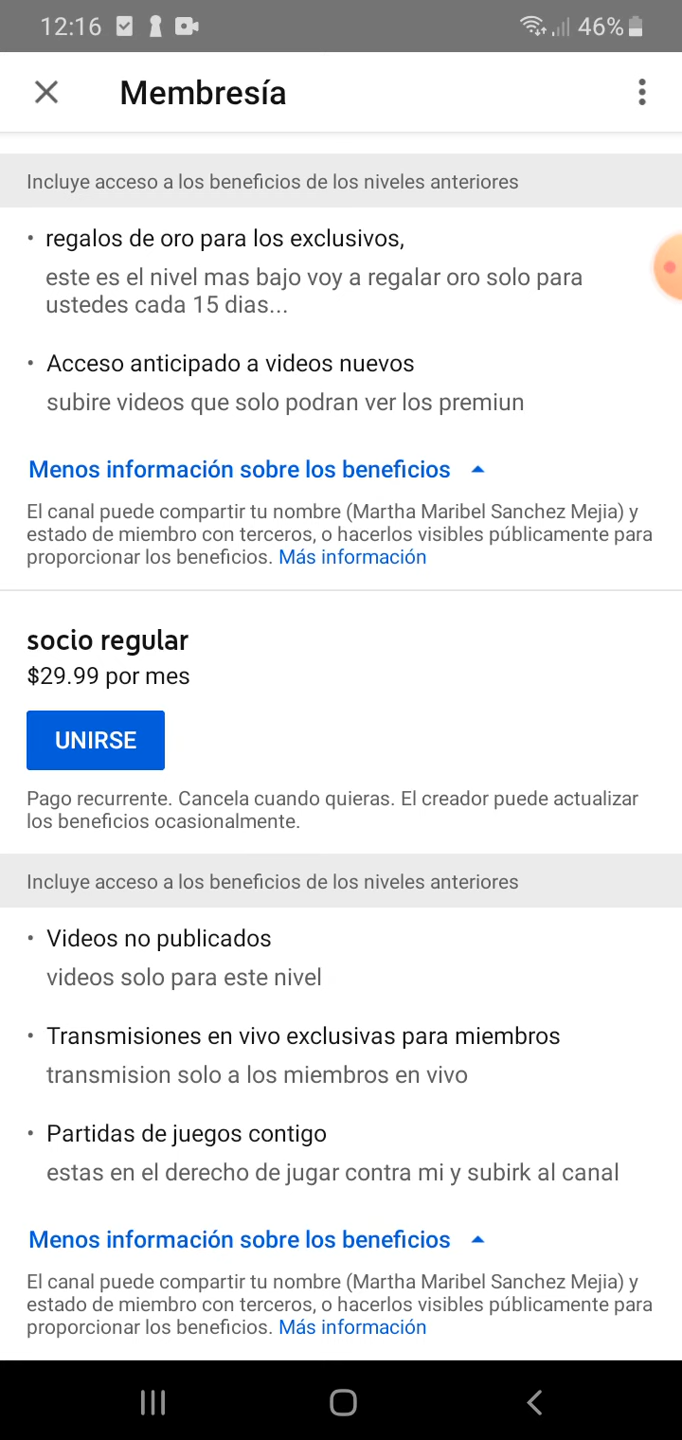 12:16
46%
Membresía
Incluye acceso a los beneficios de los niveles anteriores
• regalos de oro para los exclusivos,
este es el nivel mas bajo voy a regalar oro solo para
ustedes cada 15 dias...
• Acceso anticipado a videos nuevos
subire videos que solo podran ver los premiun
Menos información sobre los beneficios
El canal puede compartir tu nombre (Martha Maribel Sanchez Mejia) y
estado de miembro con terceros, o hacerlos visibles públicamente para
proporcionar los beneficios. Más información
socio regular
$29.99 por mes
UNIRSE
Pago recurrente. Cancela cuando quieras. El creador puede actualizar
los beneficios ocasionalmente.
Incluye acceso a los beneficios de los niveles anteriores
• Videos no publicados
videos solo para este nivel
• Transmisiones en vivo exclusivas para miembros
transmision solo a los miembros en vivo
• Partidas de juegos contigo
estas en el derecho de jugar contra mi y subirk al canal
Menos información sobre los beneficios
El canal puede compartir tu nombre (Martha Maribel Sanchez Mejia) y
estado de miembro con terceros, o hacerlos visibles públicamente para
proporcionar los beneficios. Más información